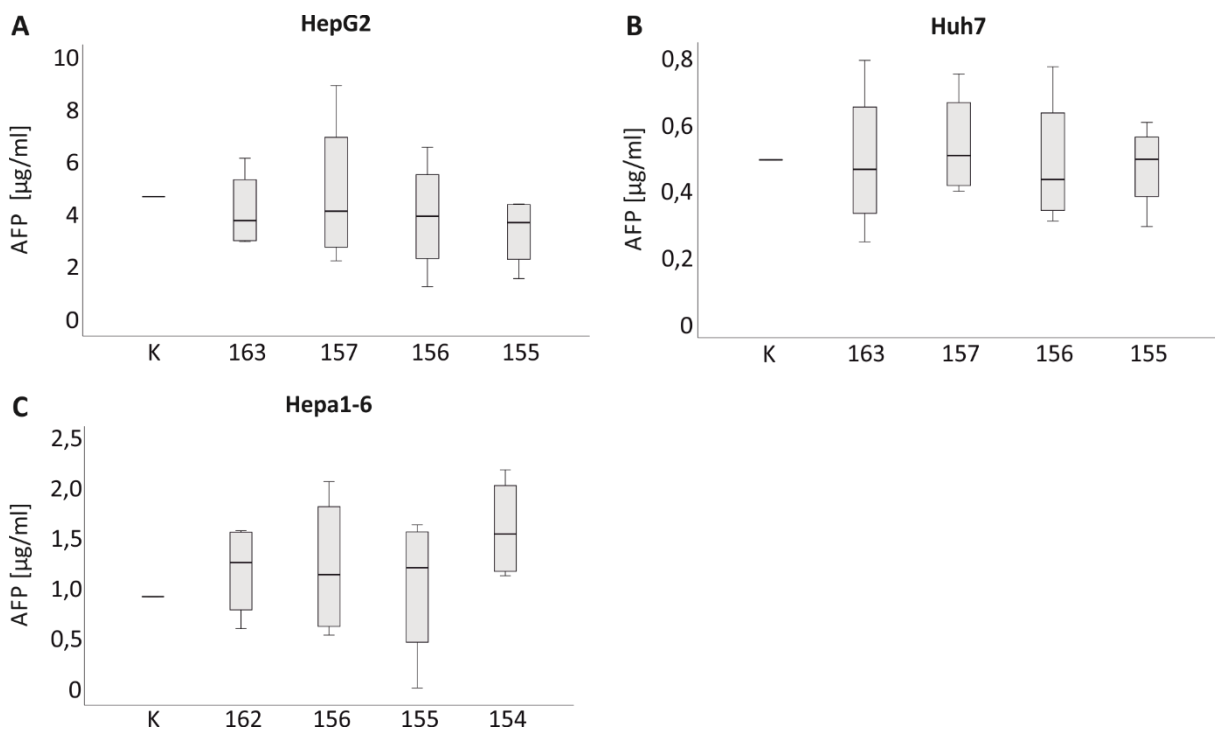 A
HepG2
AFP [µg/ml]
10
8
6
4
2
0
K 163 157 156 155
B
Huh7
AFP [µg/ml]
0,8
0,6
0,4
0,2
0
K 163 157 156 155
C
Hepa1-6
AFP [µg/ml]
2,5
2,0
1,5
1,0
0,5
0
K 162 156 155 154